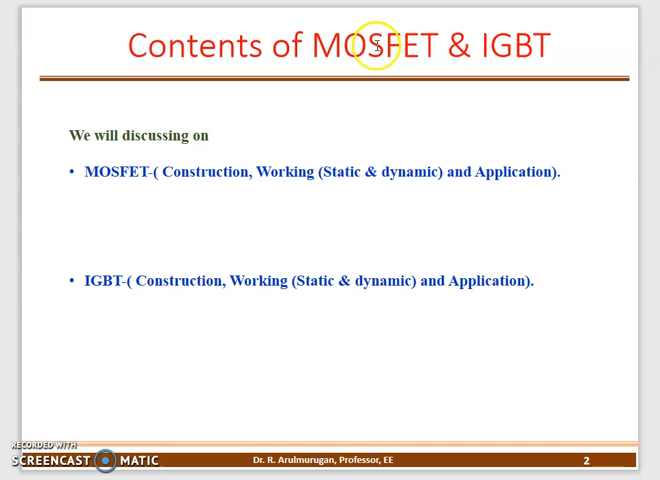 Contents of MOSFET & IGBT
We will discussing on
• MOSFET-( Construction, Working (Static & dynamic) and Application).
• IGBT-( Construction, Working (Static & dynamic) and Application).
RECORDED WITH
SCREENCAST MATIC
Dr. R. Arulmurugan, Professor, EE
2